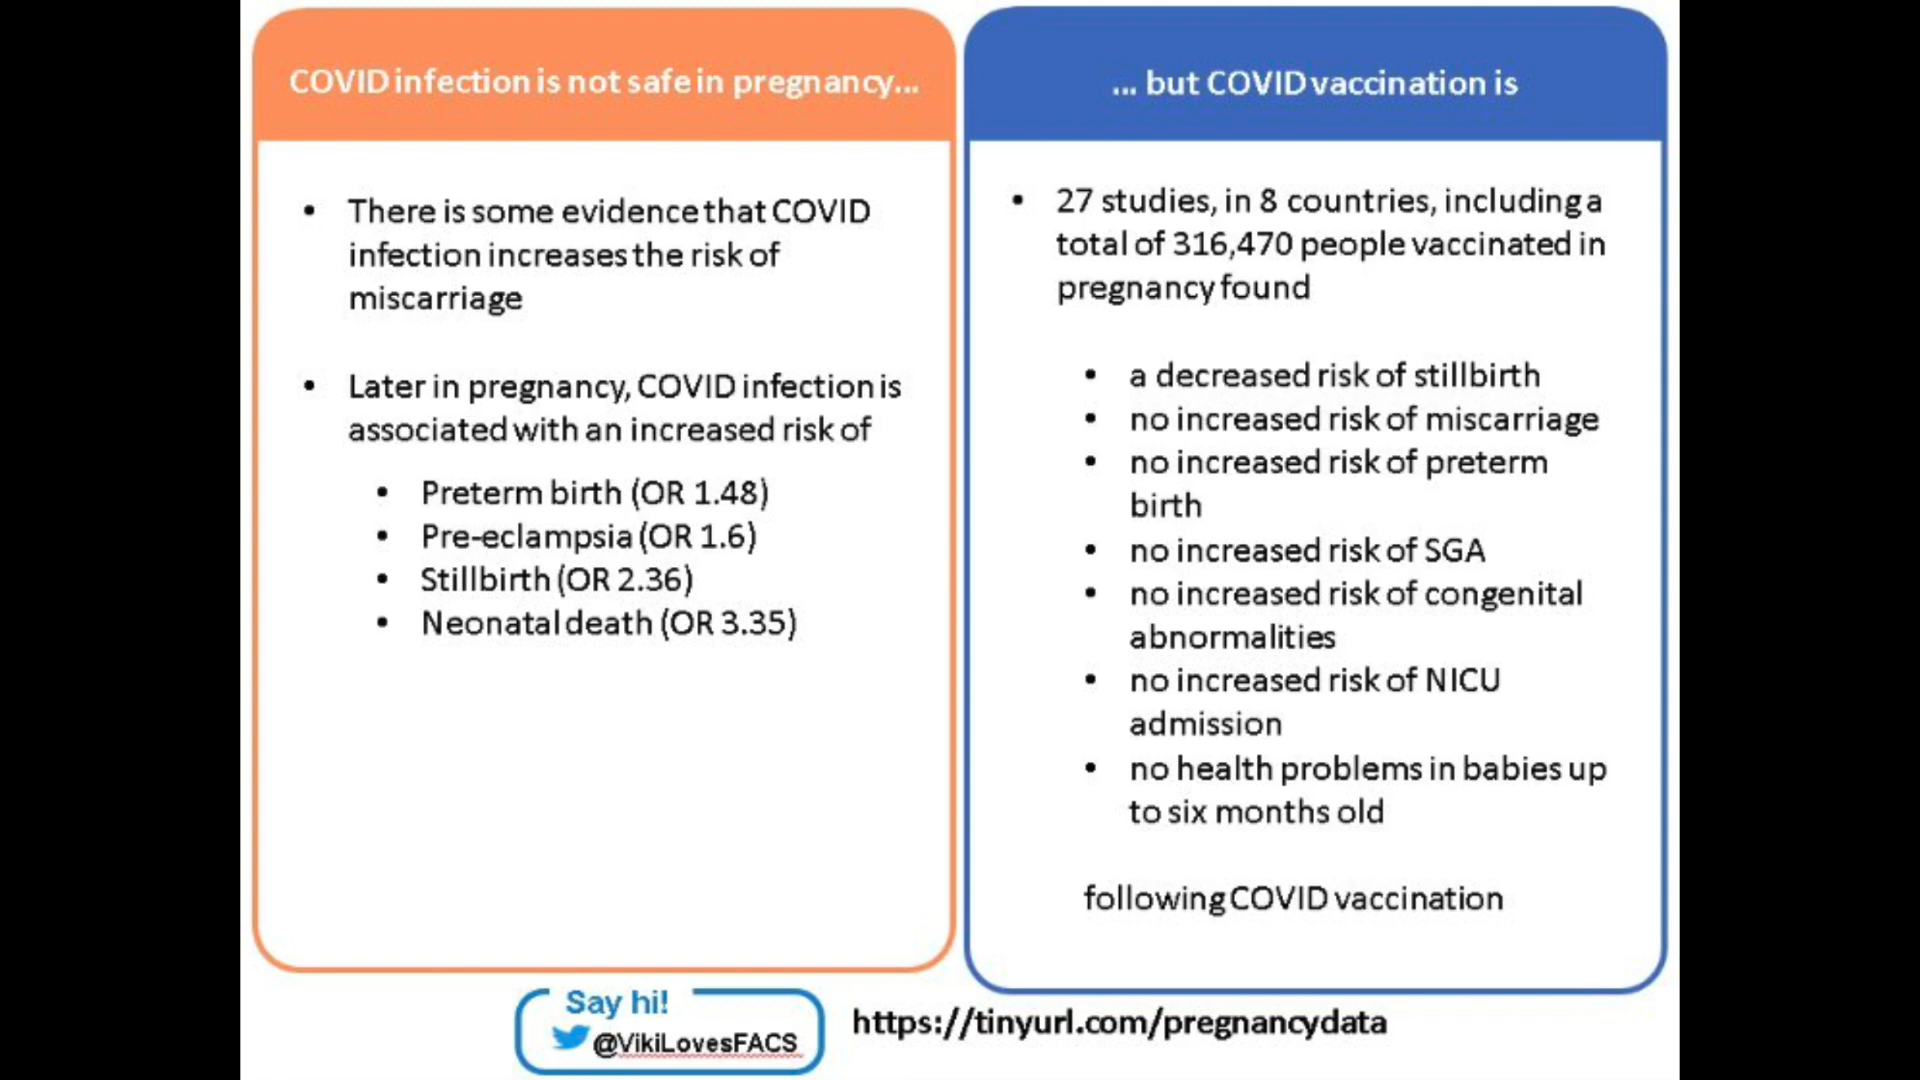 COVID infection is not safe in pregnancy...
• There is some evidence that COVID
infection increases the risk of
miscarriage
• Later in pregnancy, COVID infection is
associated with an increased risk of
• Preterm birth (OR 1.48)
• Pre-eclampsia (OR 1.6)
• Stillbirth (OR 2.36)
• Neonatal death (OR 3.35)
... but COVID vaccination is
• 27 studies, in 8 countries, including a
total of 316,470 people vaccinated in
pregnancy found
• a decreased risk of stillbirth
• no increased risk of miscarriage
• no increased risk of preterm
birth
• no increased risk of SGA
• no increased risk of congenital
abnormalities
• no increased risk of NICU
admission
• no health problems in babies up
to six months old
following COVID vaccination
Say hi!
@VikiLovesFACS
https://tinyurl.com/pregnancydata